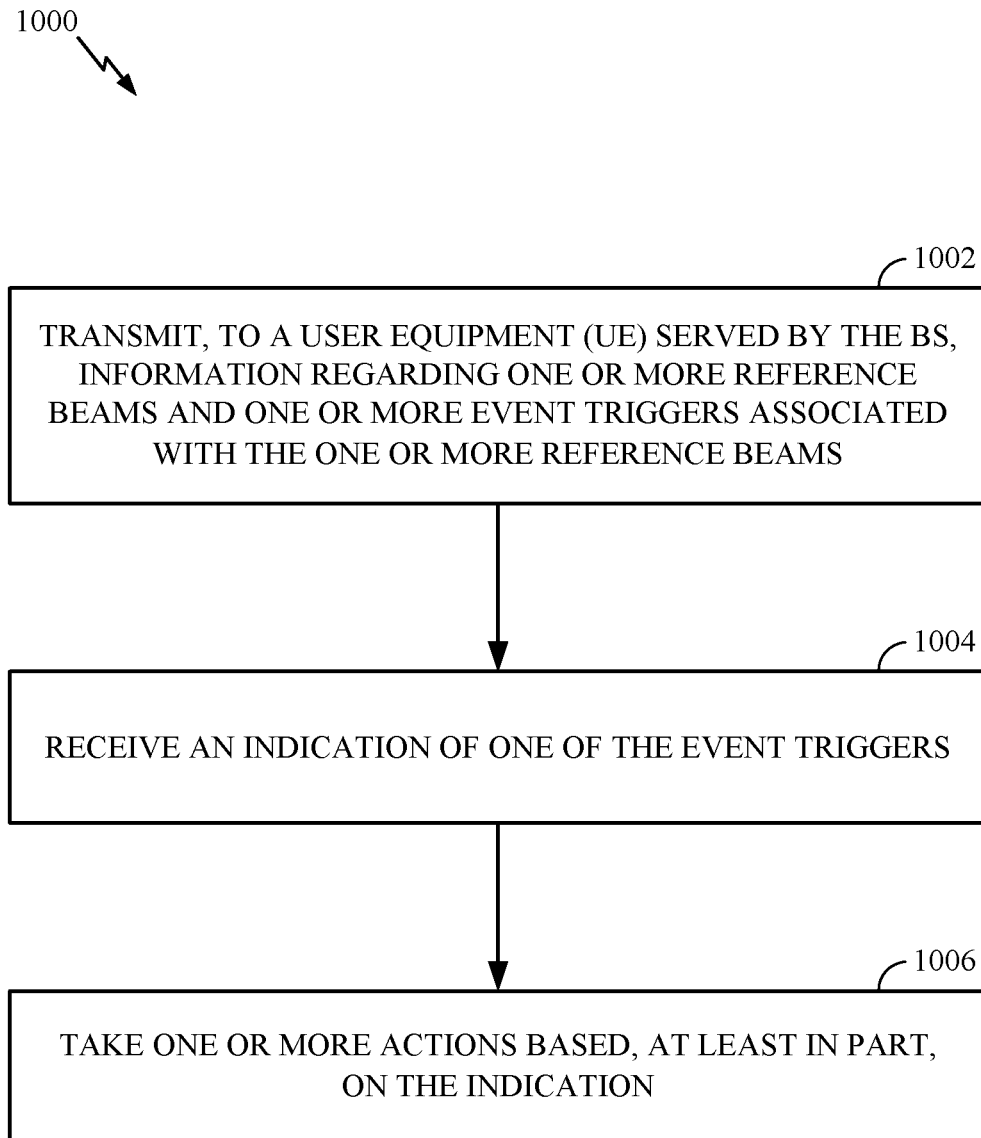 1000
1002
TRANSMIT, TO A USER EQUIPMENT (UE) SERVED BY THE BS,
INFORMATION REGARDING ONE OR MORE REFERENCE
BEAMS AND ONE OR MORE EVENT TRIGGERS ASSOCIATED
WITH THE ONE OR MORE REFERENCE BEAMS
1004
RECEIVE AN INDICATION OF ONE OF THE EVENT TRIGGERS
1006
TAKE ONE OR MORE ACTIONS BASED, AT LEAST IN PART,
ON THE INDICATION